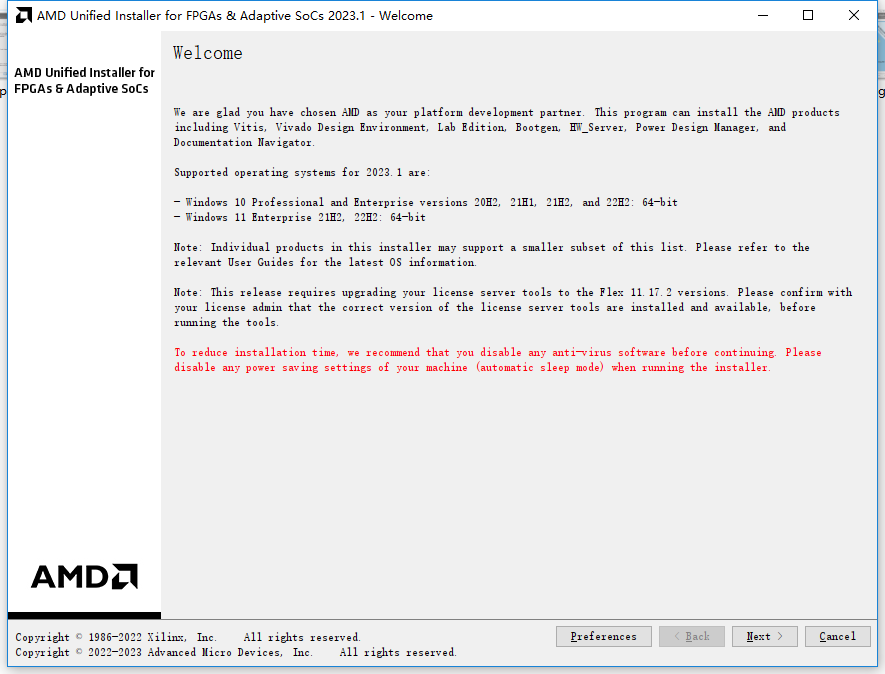 AMD Unified Installer for FPGAs & Adaptive SoCs 2023.1 - Welcome
AMD Unified Installer for
FPGAs & Adaptive SoCs
Welcome
We are glad you have chosen AMD as your platform development partner. This program can install the AMD products
including Vitis, Vivado Design Environment, Lab Edition, Bootgen, HW_Server, Power Design Manager, and
Documentation Navigator.
Supported operating systems for 2023.1 are:
- Windows 10 Professional and Enterprise versions 20H2, 21H1, 21H2, and 22H2: 64-bit
- Windows 11 Enterprise 21H2, 22H2: 64-bit
Note: Individual products in this installer may support a smaller subset of this list. Please refer to the
relevant User Guides for the latest OS information.
Note: This release requires upgrading your license server tools to the Flex 11.17.2 versions. Please confirm with
your license admin that the correct version of the license server tools are installed and available, before
running the tools.
To reduce installation time, we recommend that you disable any anti-virus software before continuing. Please
disable any power saving settings of your machine (automatic sleep mode) when running the installer.
AMD
Copyright © 1986-2022 Xilinx, Inc. All rights reserved.
Copyright © 2022-2023 Advanced Micro Devices, Inc. All rights reserved.
Preferences
< Back
Next >
Cancel